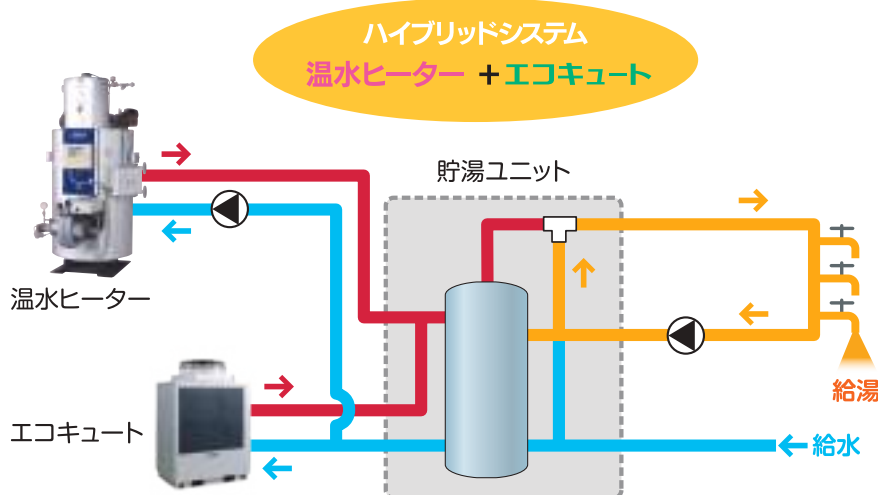 ハイブリッドシステム
温水ヒーター +エコキュート
貯湯ユニット
温水ヒーター
給湯
エコキュート
給水